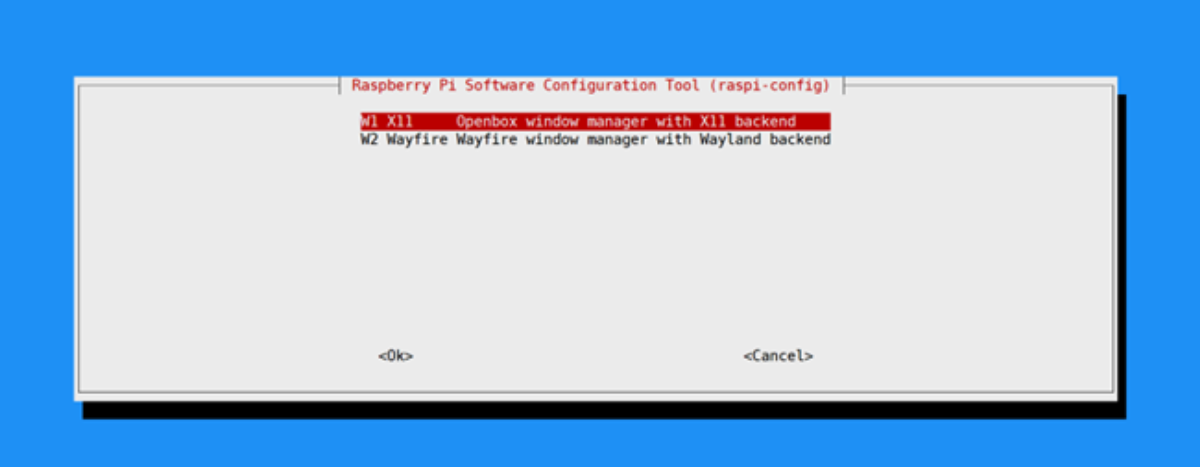 Raspberry Pi Software Configuration Tool (raspi-config)
W1 X11 Openbox window manager with X11 backend
W2 Wayfire Wayfire window manager with Wayland backend
<Ok> <Cancel>